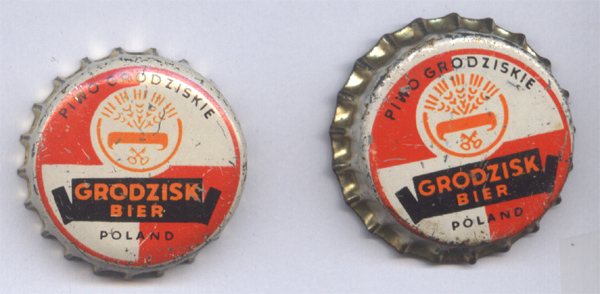 PIWO GRODZISKIE
GRODZISK
BIER
POLAND
PIWO GRODZISKIE
GRODZISK
BIER
POLAND